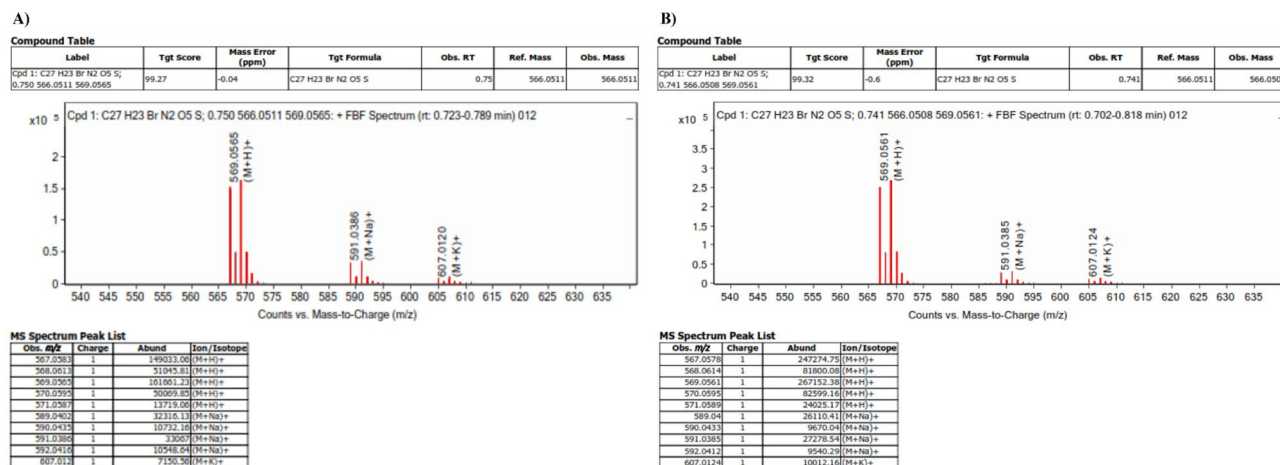 A)
Compound Table
Label Tgt Score Mass Error (ppm) Tgt Formula Obs. RT Ref. Mass Obs. Mass
Cpd 1: C27 H23 Br N2 O5 S; 0.750 566.0511 569.0565 99.27 -0.04 C27 H23 Br N2 O5 S 0.75 566.0511 566.0511
x10 5 Cpd 1: C27 H23 Br N2 O5 S; 0.750 566.0511 569.0565: + FBF Spectrum (rt: 0.723-0.789 min) 012
2
1.5
1
0.5
0
569.0565
(M+H)+
591.0386
(M+Na)+
607.0120
(M+K)+
540 545 550 555 560 565 570 575 580 585 590 595 600 605 610 615 620 625 630 635
Counts vs. Mass-to-Charge (m/z)
MS Spectrum Peak List
Obs. m/z Charge Abund Ion/Isotope
567.0583 1 149033.06 (M+H)+
568.0613 1 51045.81 (M+H)+
569.0565 1 161661.23 (M+H)+
570.0595 1 50069.85 (M+H)+
571.0587 1 13719.06 (M+H)+
589.0402 1 32316.13 (M+Na)+
590.0435 1 10732.16 (M+Na)+
591.0386 1 33067 (M+Na)+
592.0416 1 10548.64 (M+Na)+
607.012 1 7150.56 (M+K)+
B)
Compound Table
Label Tgt Score Mass Error (ppm) Tgt Formula Obs. RT Ref. Mass Obs. Mass
Cpd 1: C27 H23 Br N2 O5 S; 0.741 566.0508 569.0561 99.32 -0.6 C27 H23 Br N2 O5 S 0.741 566.0511 566.050
x10 5 Cpd 1: C27 H23 Br N2 O5 S; 0.741 566.0508 569.0561: + FBF Spectrum (rt: 0.702-0.818 min) 012
3.5
3
2.5
2
1.5
1
0.5
0
569.0561
(M+H)+
591.0385
(M+Na)+
607.0124
(M+K)+
540 545 550 555 560 565 570 575 580 585 590 595 600 605 610 615 620 625 630 635
Counts vs. Mass-to-Charge (m/z)
MS Spectrum Peak List
Obs. m/z Charge Abund Ion/Isotope
567.0578 1 247274.75 (M+H)+
568.0614 1 81800.08 (M+H)+
569.0561 1 267152.38 (M+H)+
570.0595 1 82599.16 (M+H)+
571.0589 1 24025.17 (M+H)+
589.04 1 26110.41 (M+Na)+
590.0433 1 9670.04 (M+Na)+
591.0385 1 27278.54 (M+Na)+
592.0412 1 9540.29 (M+Na)+
607.0124 1 10012.16 (M+K)+